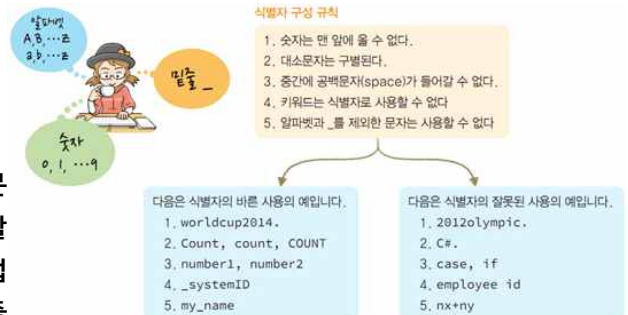 알파벳
A,B,…Z
a,b,…z
밑줄 _
숫자
0, 1, …9
식별자 구성 규칙
1. 숫자는 맨 앞에 올 수 없다.
2. 대소문자는 구별된다.
3. 중간에 공백문자(space)가 들어갈 수 없다.
4. 키워드는 식별자로 사용할 수 없다
5. 알파벳과 _를 제외한 문자는 사용할 수 없다
다음은 식별자의 바른 사용의 예입니다.
1. worldcup2014.
2. Count, count, COUNT
3. number1, number2
4. _systemID
5. my_name
다음은 식별자의 잘못된 사용의 예입니다.
1. 2012olympic.
2. C#.
3. case, if
4. employee id
5. nx+ny